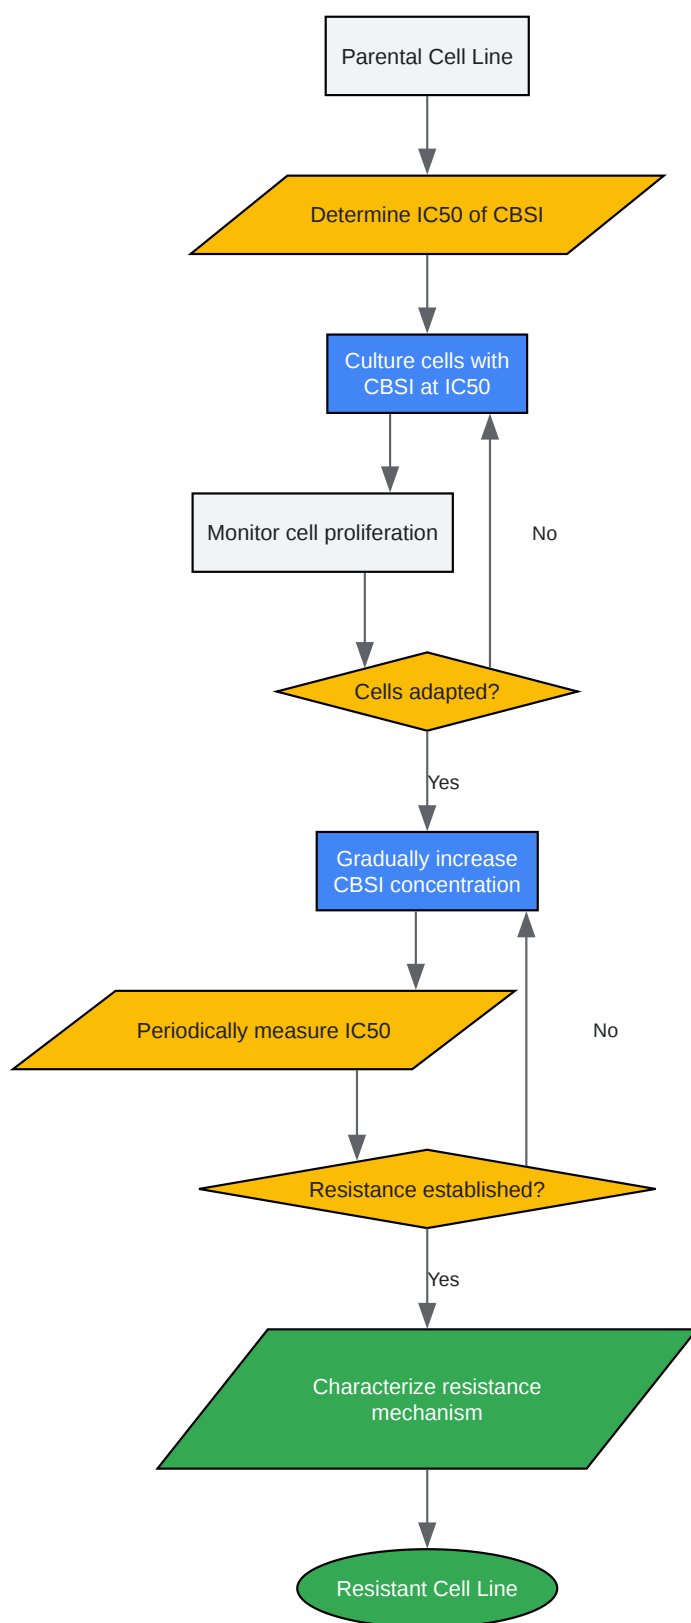 Parental Cell Line
Determine IC50 of CBSI
Culture cells with
CBSI at IC50
Monitor cell proliferation
No
Cells adapted?
Yes
Gradually increase
CBSI concentration
Periodically measure IC50
No
Resistance established?
Yes
Characterize resistance
mechanism
Resistant Cell Line